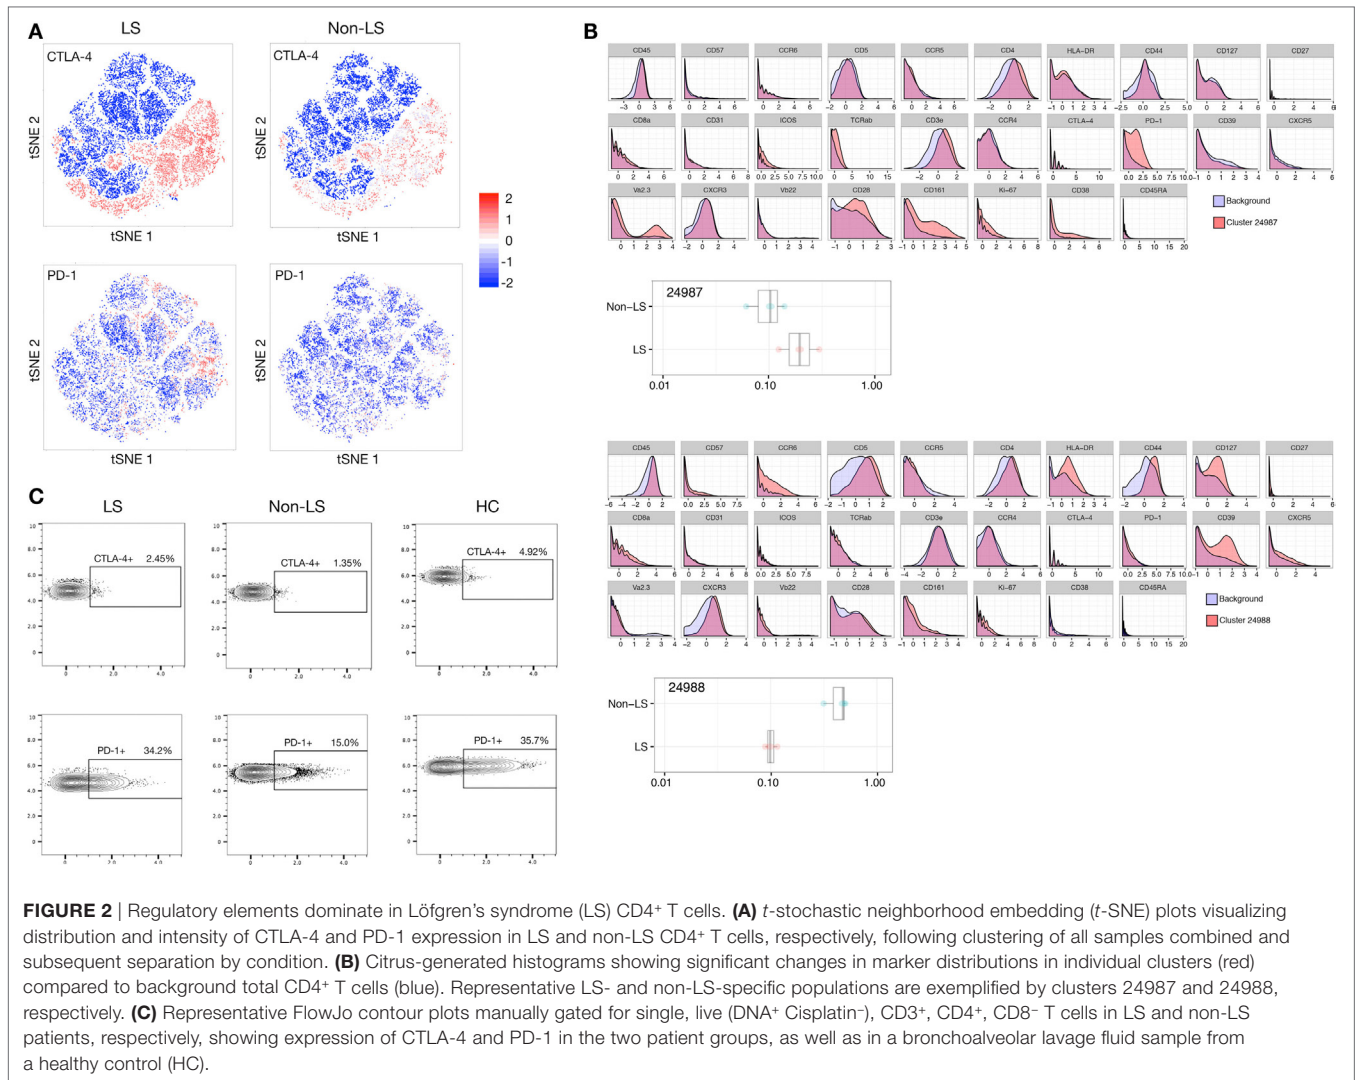 A
LS
Non-LS
CTLA-4
CTLA-4
tSNE 2
tSNE 2
tSNE 1
tSNE 1
2
1
0
-1
-2
PD-1
PD-1
tSNE 2
tSNE 2
tSNE 1
tSNE 1
B
CD45 CD57 CCR6 CD5 CCR5 CD4 HLA-DR CD44 CD127 CD27
CD8a CD31 ICOS TCRab CD3e CCR4 CTLA-4 PD-1 CD39 CXCR5
Va2.3 CXCR3 Vb22 CD28 CD161 Ki-67 CD38 CD45RA
Background
Cluster 24987
24987
Non-LS
LS
0.01 0.10 1.00
CD45 CD57 CCR6 CD5 CCR5 CD4 HLA-DR CD44 CD127 CD27
CD8a CD31 ICOS TCRab CD3e CCR4 CTLA-4 PD-1 CD39 CXCR5
Va2.3 CXCR3 Vb22 CD28 CD161 Ki-67 CD38 CD45RA
Background
Cluster 24988
24988
Non-LS
LS
0.01 0.10 1.00
C
LS Non-LS HC
CTLA-4+ 2.45%
CTLA-4+ 1.35%
CTLA-4+ 4.92%
PD-1+ 34.2%
PD-1+ 15.0%
PD-1+ 35.7%
FIGURE 2 | Regulatory elements dominate in Löfgren's syndrome (LS) CD4+ T cells. (A) t-stochastic neighborhood embedding (t-SNE) plots visualizing
distribution and intensity of CTLA-4 and PD-1 expression in LS and non-LS CD4+ T cells, respectively, following clustering of all samples combined and
subsequent separation by condition. (B) Citrus-generated histograms showing significant changes in marker distributions in individual clusters (red)
compared to background total CD4+ T cells (blue). Representative LS- and non-LS-specific populations are exemplified by clusters 24987 and 24988,
respectively. (C) Representative FlowJo contour plots manually gated for single, live (DNA+ Cisplatin−), CD3+, CD4+, CD8− T cells in LS and non-LS
patients, respectively, showing expression of CTLA-4 and PD-1 in the two patient groups, as well as in a bronchoalveolar lavage fluid sample from
a healthy control (HC).